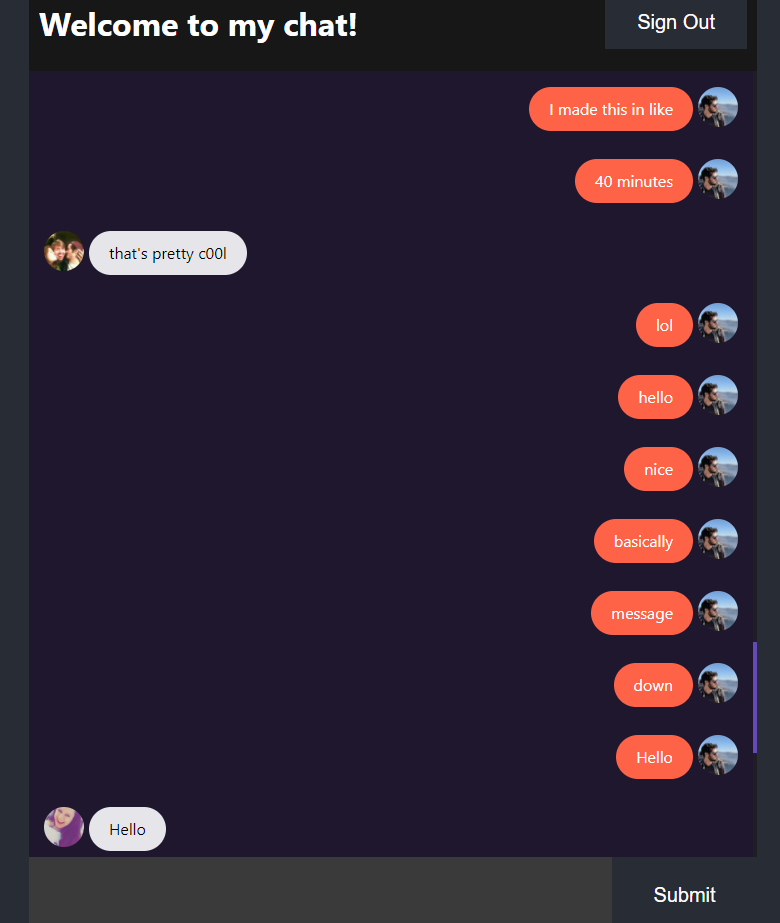 Welcome to my chat!
Sign Out
I made this in like
40 minutes
that's pretty c00l
lol
hello
nice
basically
message
down
Hello
Hello
Submit